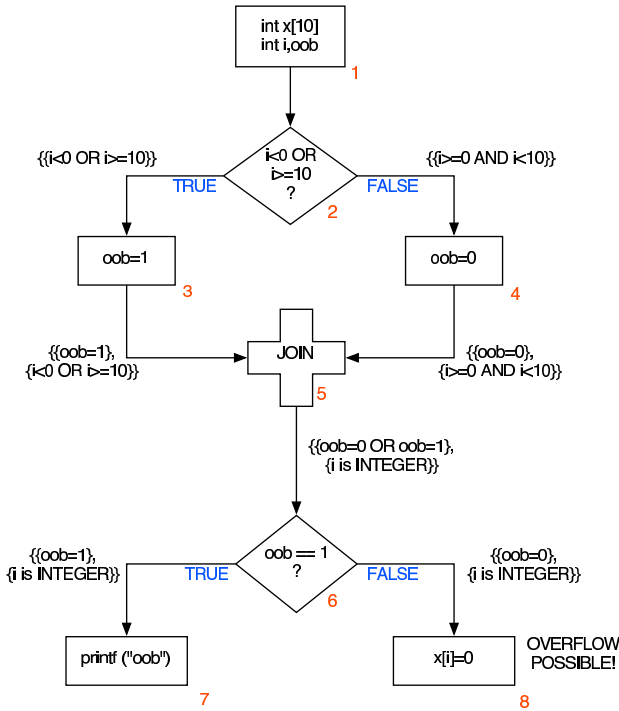 int x[10]
int i,oob
1
{{i<0 OR i>=10}}
i<0 OR
i>=10
?
{{i>=0 AND i<10}}
TRUE
FALSE
2
oob=1
oob=0
3
4
{{oob=1},
{i<0 OR i>=10}}
JOIN
{{oob=0},
{i>=0 AND i<10}}
5
{{oob=0 OR oob=1},
{i is INTEGER}}
{{oob=1},
{i is INTEGER}}
oob == 1
?
{{oob=0},
{i is INTEGER}}
TRUE
FALSE
6
printf ("oob")
x[i]=0
OVERFLOW
POSSIBLE!
7
8